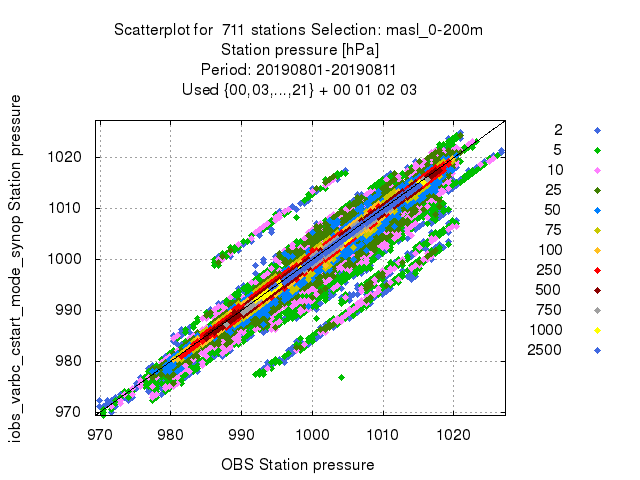 Scatterplot for 711 stations Selection: masl_0-200m
Station pressure [hPa]
Period: 20190801-20190811
Used {00,03,...,21} + 00 01 02 03
iobs_varbc_cstart_mode_synop Station pressure
1020
1010
1000
990
980
970
970 980 990 1000 1010 1020
OBS Station pressure
2
5
10
25
50
75
100
250
500
750
1000
2500